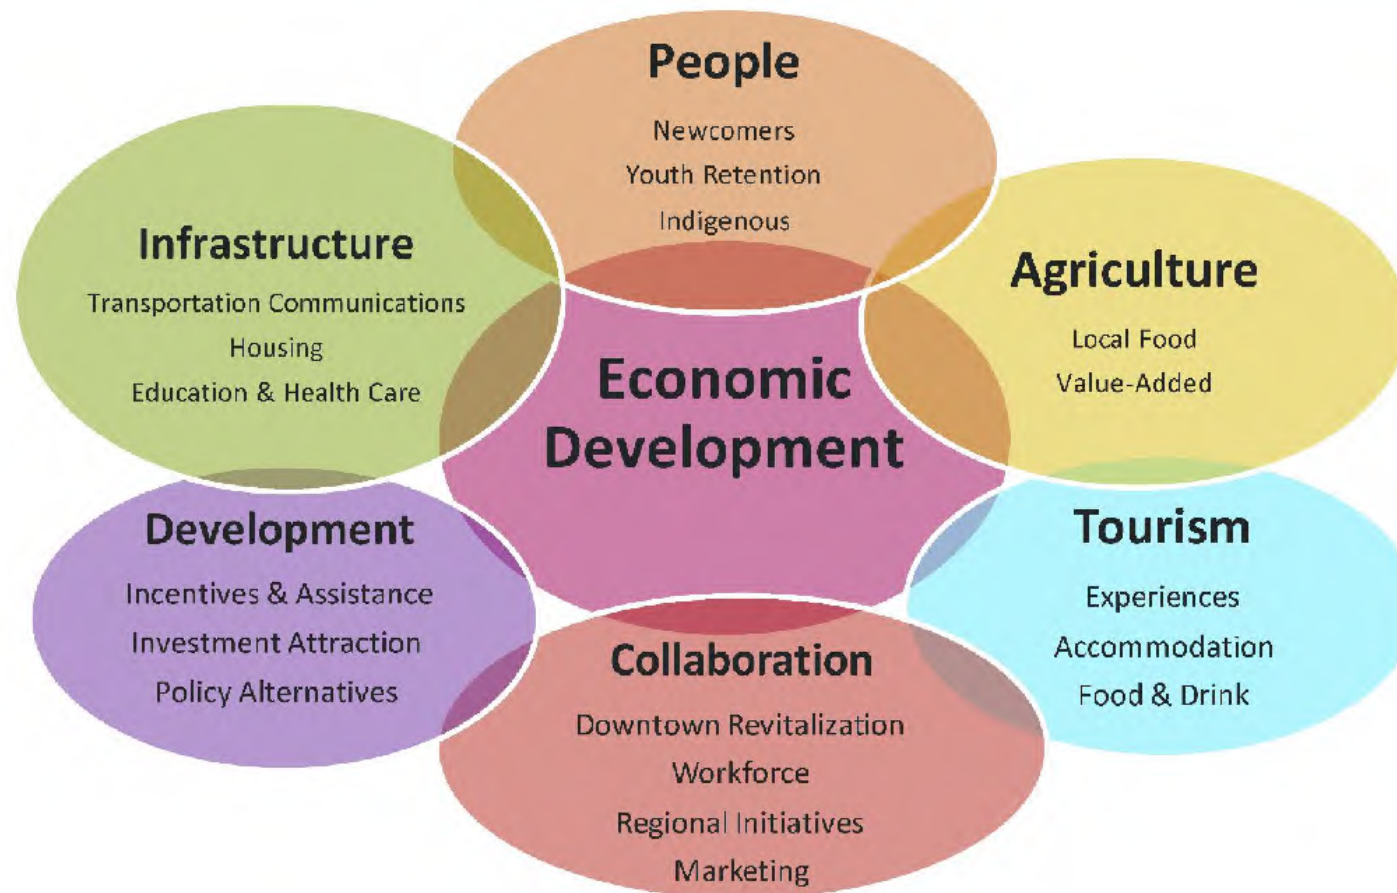 People
Newcomers
Youth Retention
Indigenous
Infrastructure
Transportation Communications
Housing
Education & Health Care
Agriculture
Local Food
Value-Added
Economic
Development
Development
Incentives & Assistance
Investment Attraction
Policy Alternatives
Tourism
Experiences
Accommodation
Food & Drink
Collaboration
Downtown Revitalization
Workforce
Regional Initiatives
Marketing